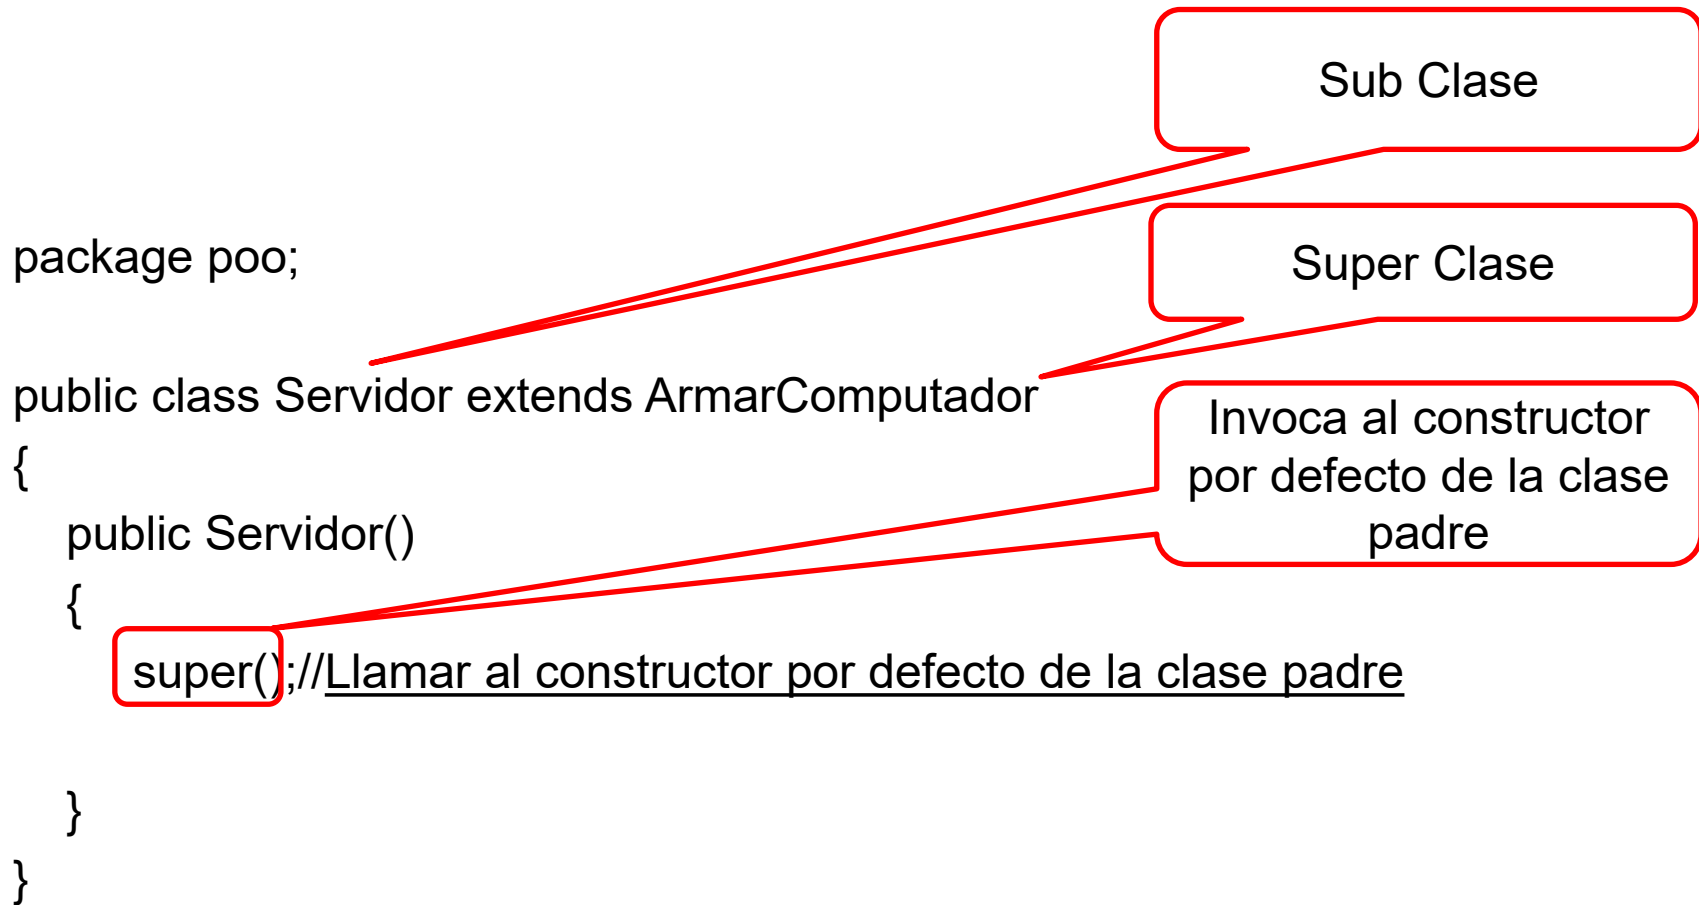 Sub Clase
package poo;
Super Clase
public class Servidor extends ArmarComputador
{
Invoca al constructor
por defecto de la clase
padre
public Servidor()
{
super();//Llamar al constructor por defecto de la clase padre
}
}